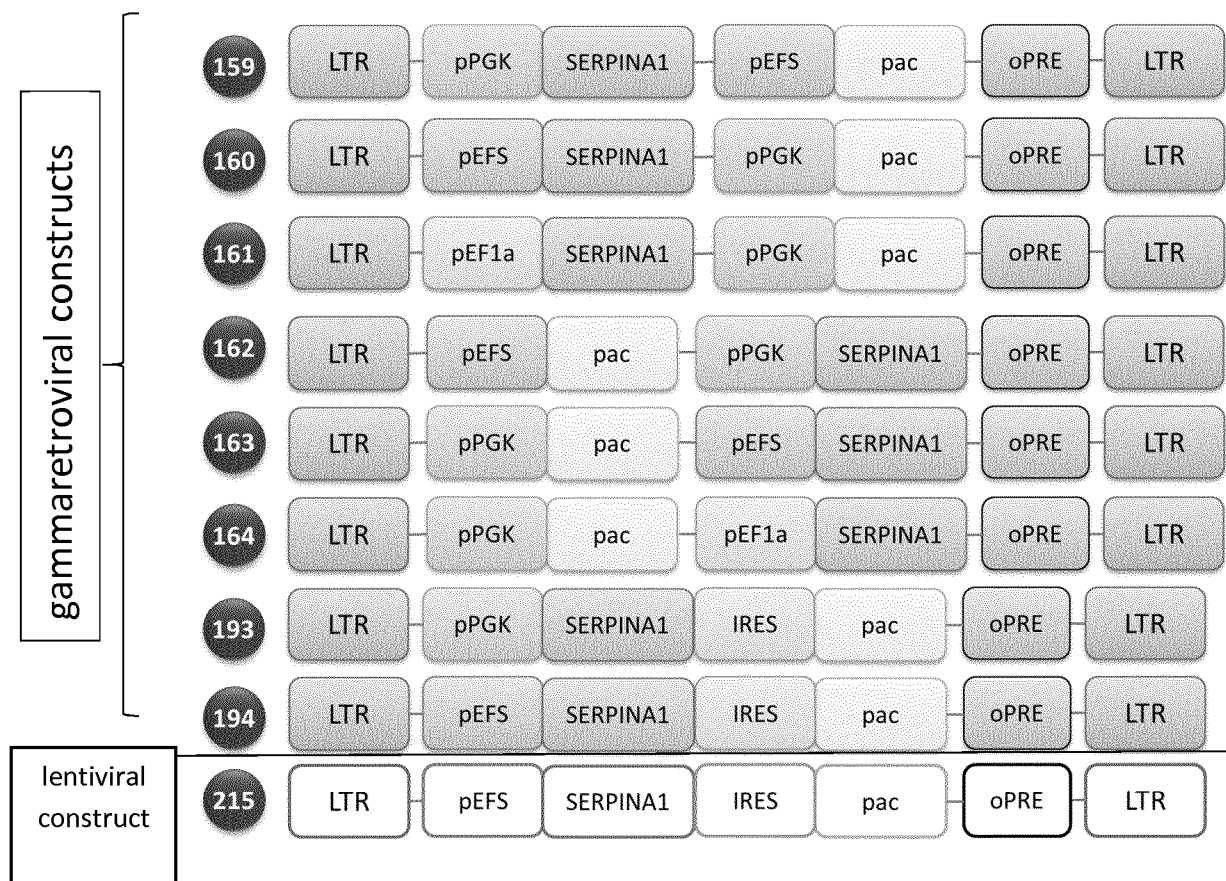 gammaretroviral constructs
159 LTR pPGK SERPINA1 pEFS pac oPRE LTR
160 LTR pEFS SERPINA1 pPGK pac oPRE LTR
161 LTR pEF1a SERPINA1 pPGK pac oPRE LTR
162 LTR pEFS pac pPGK SERPINA1 oPRE LTR
163 LTR pPGK pac pEFS SERPINA1 oPRE LTR
164 LTR pPGK pac pEF1a SERPINA1 oPRE LTR
193 LTR pPGK SERPINA1 IRES pac oPRE LTR
194 LTR pEFS SERPINA1 IRES pac oPRE LTR
lentiviral
construct
215 LTR pEFS SERPINA1 IRES pac oPRE LTR